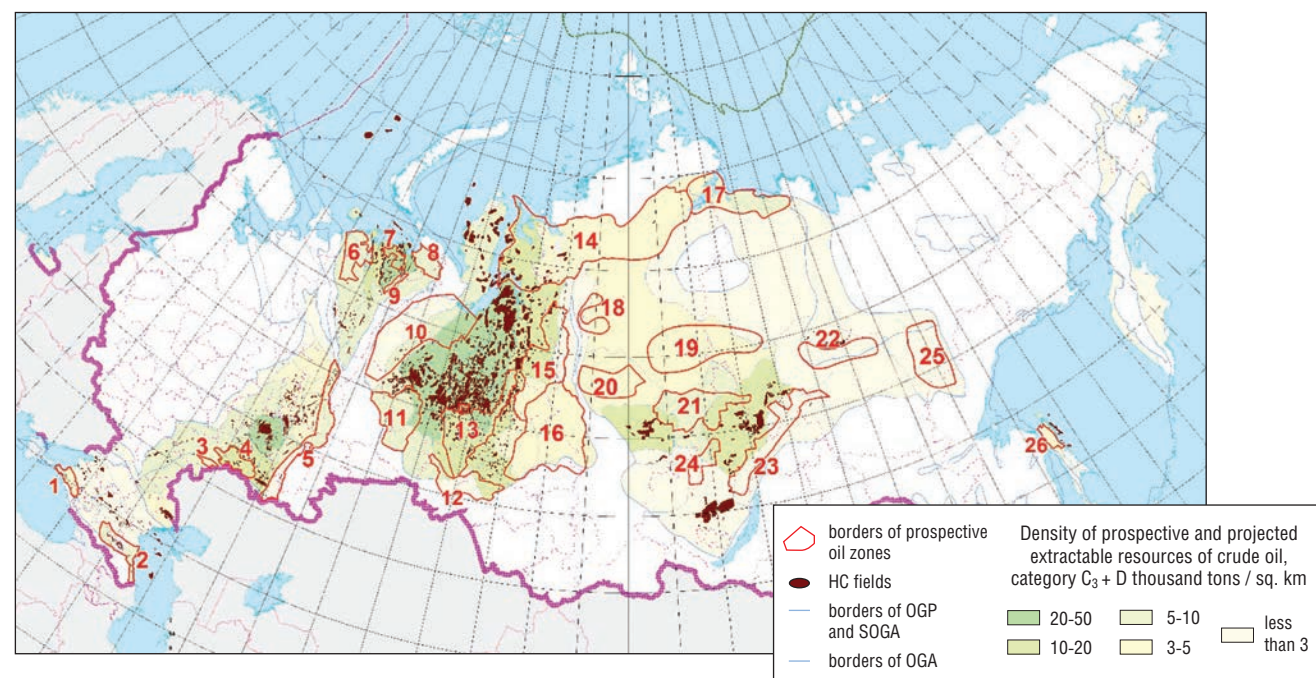 17
14
7
6
8
9
18
10
19
22
25
15
20
21
11
13
16
3
4
5
24
23
26
1
12
2
borders of prospective
oil zones
HC fields
borders of OGP
and SOGA
borders of OGA
Density of prospective and projected
extractable resources of crude oil,
category C₃ + D thousand tons / sq. km
20-50
5-10
less
than 3
10-20
3-5